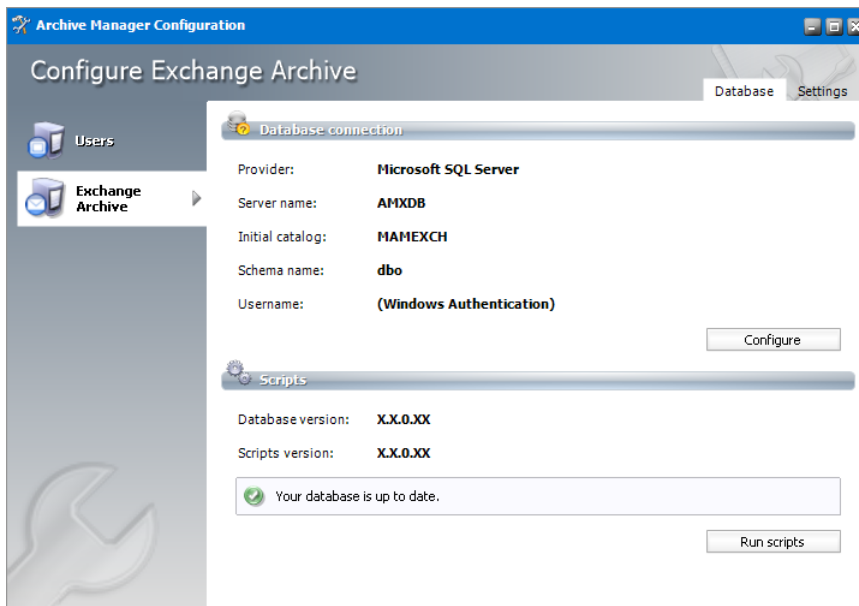 Archive Manager Configuration
Configure Exchange Archive
Database Settings
Users
Exchange
Archive
Database connection
Provider: Microsoft SQL Server
Server name: AMXDB
Initial catalog: MAMEXCH
Schema name: dbo
Username: (Windows Authentication)
Configure
Scripts
Database version: X.X.0.XX
Scripts version: X.X.0.XX
Your database is up to date.
Run scripts